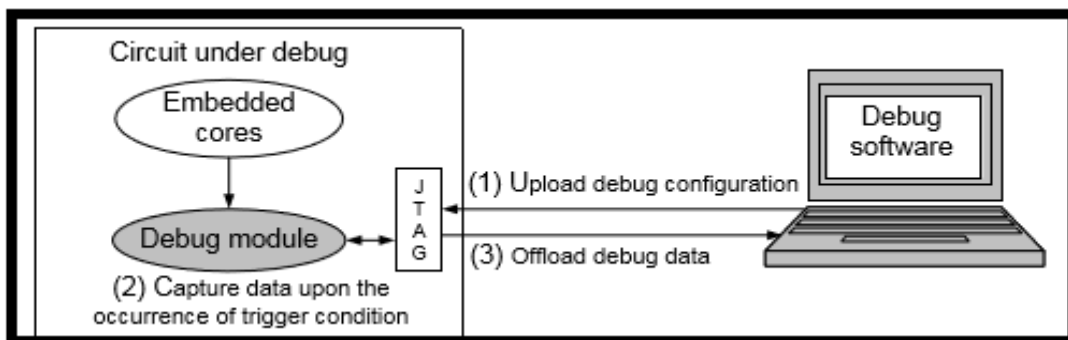 Circuit under debug
Embedded
cores
Debug module
(2) Capture data upon the
occurrence of trigger condition
J
T
A
G
(1) Upload debug configuration
(3) Offload debug data
Debug
software